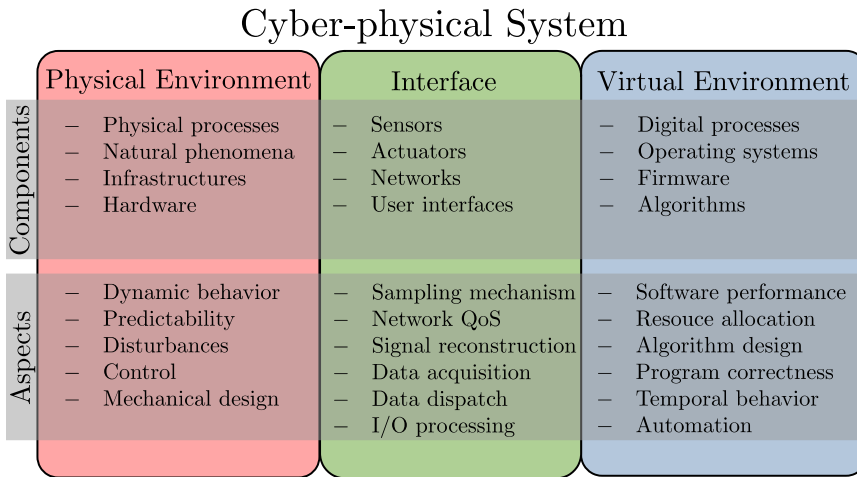 Cyber-physical System
Physical Environment
Interface
Virtual Environment
Components
– Physical processes
– Natural phenomena
– Infrastructures
– Hardware
– Sensors
– Actuators
– Networks
– User interfaces
– Digital processes
– Operating systems
– Firmware
– Algorithms
Aspects
– Dynamic behavior
– Predictability
– Disturbances
– Control
– Mechanical design
– Sampling mechanism
– Network QoS
– Signal reconstruction
– Data acquisition
– Data dispatch
– I/O processing
– Software performance
– Resouce allocation
– Algorithm design
– Program correctness
– Temporal behavior
– Automation